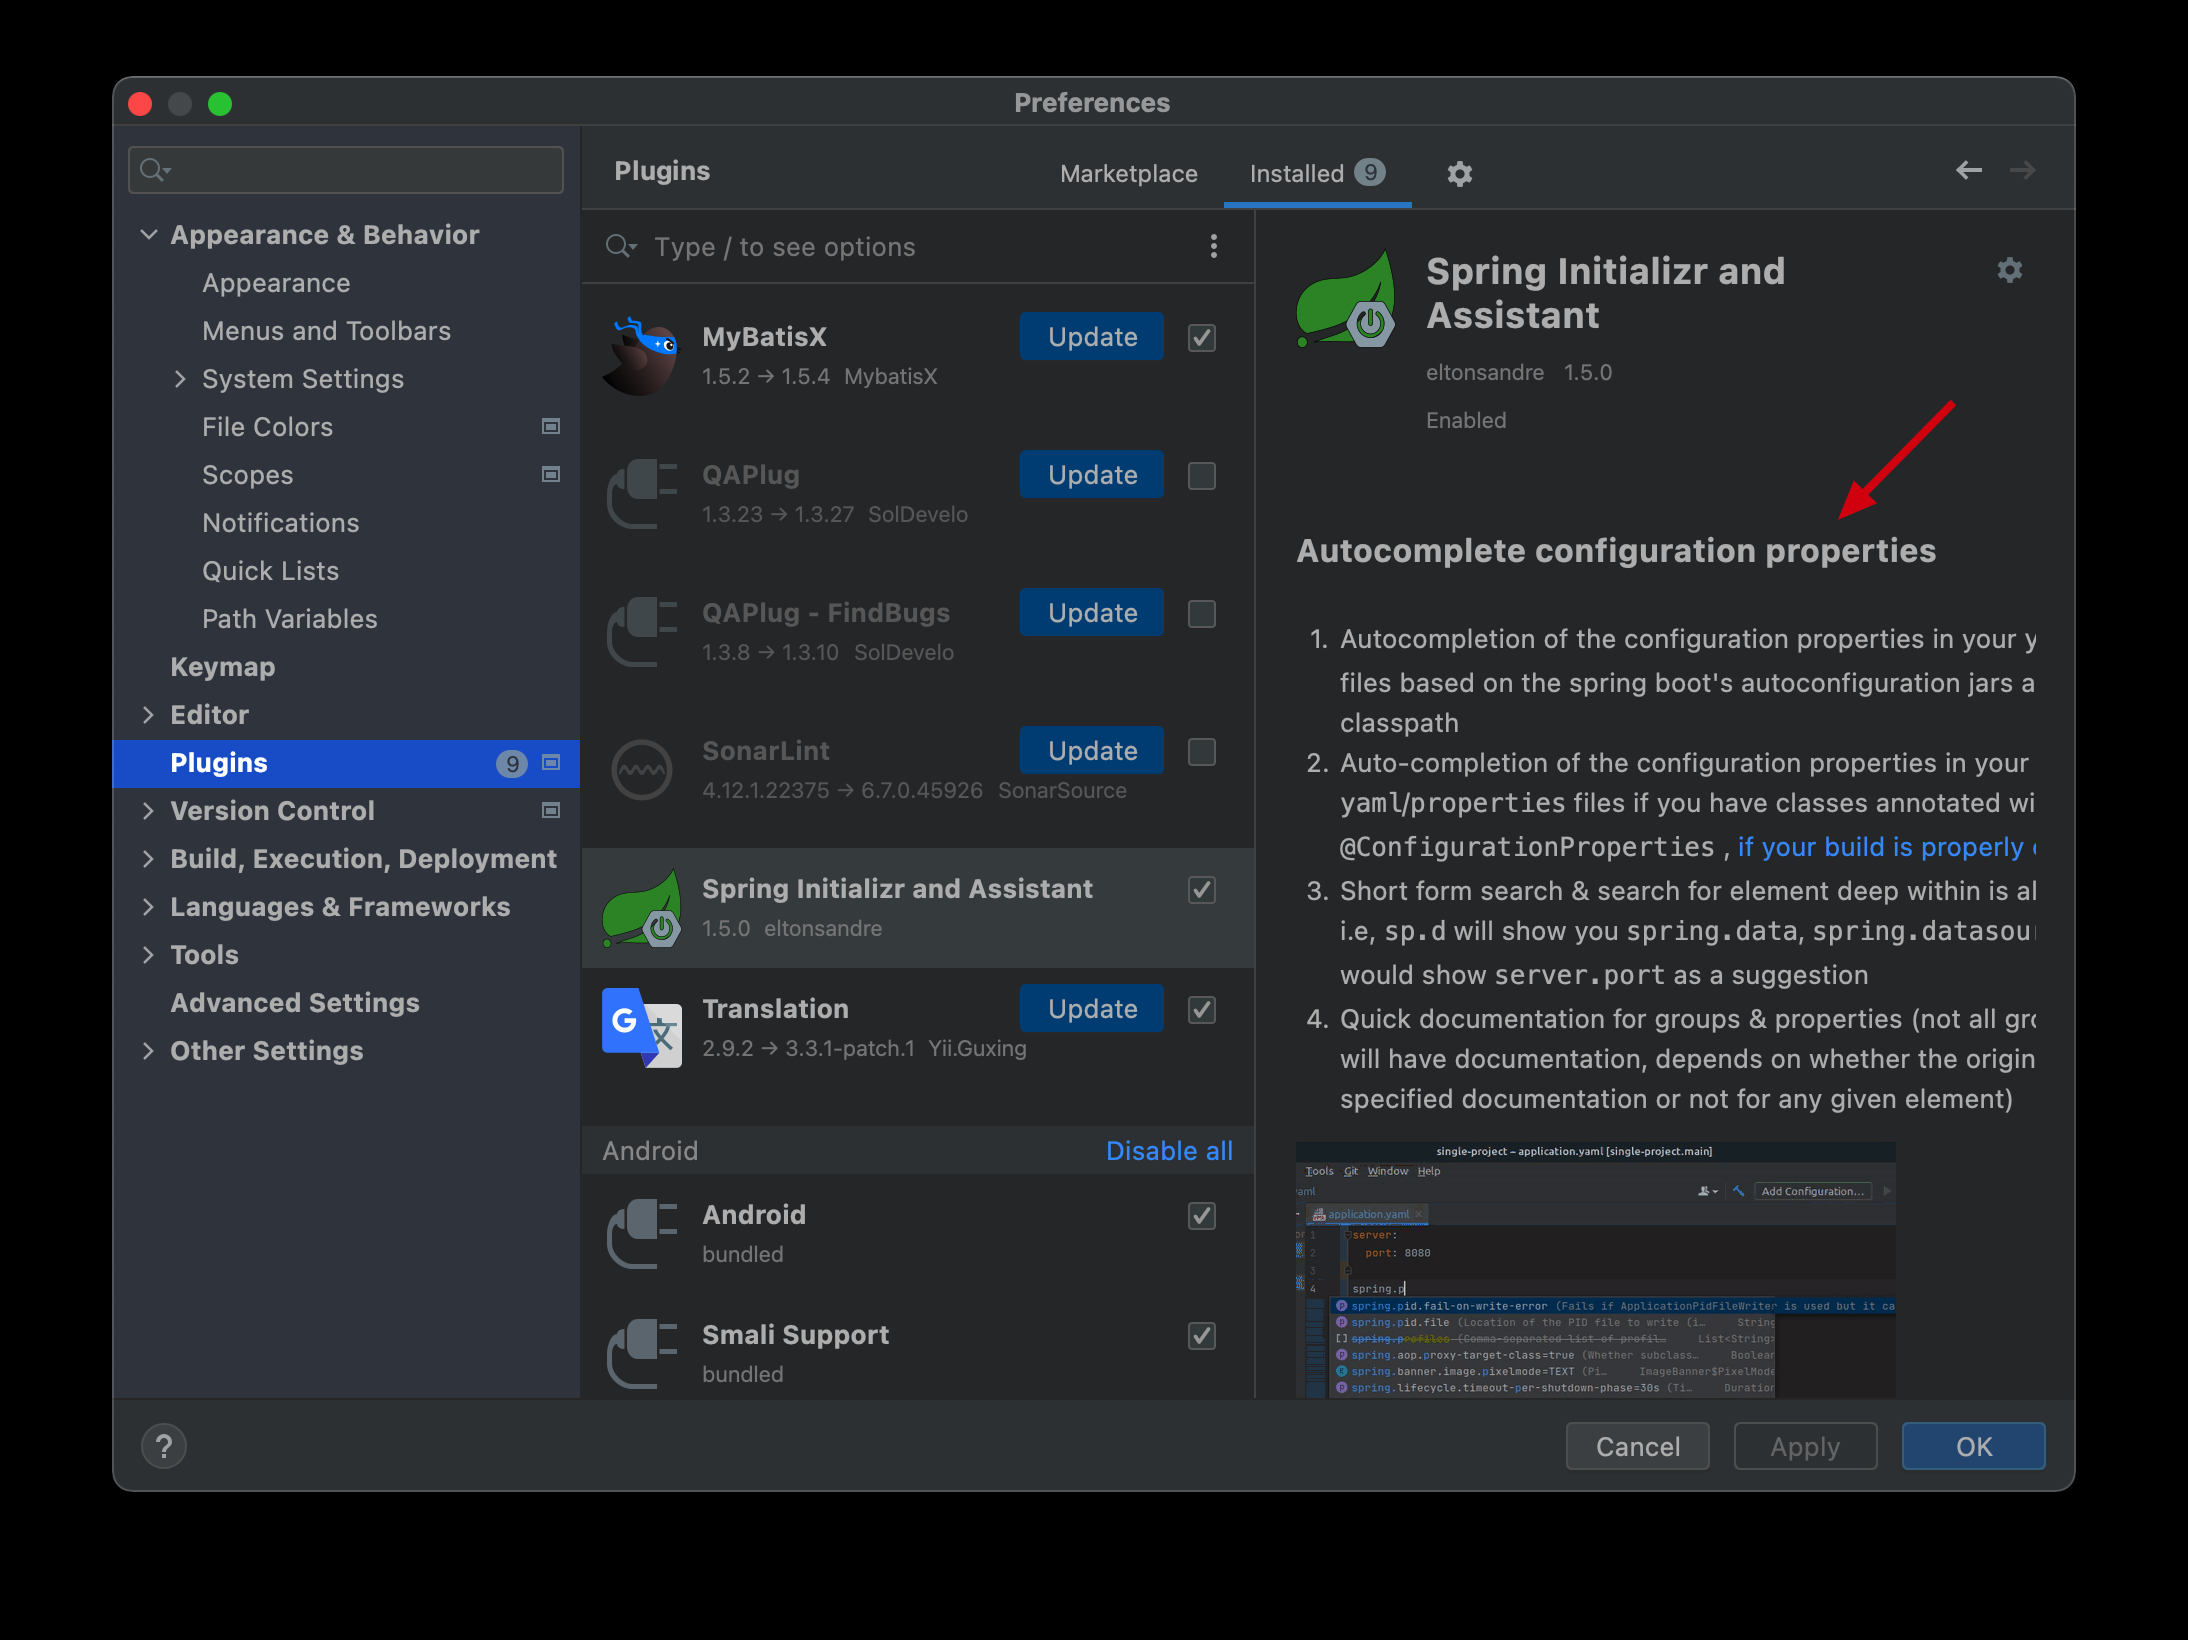 Preferences
Appearance & Behavior
Appearance
Menus and Toolbars
System Settings
File Colors
Scopes
Notifications
Quick Lists
Path Variables
Keymap
Editor
Plugins 9
Version Control
Build, Execution, Deployment
Languages & Frameworks
Tools
Advanced Settings
Other Settings
Plugins Marketplace Installed 9
Type / to see options
MyBatisX Update
1.5.2 → 1.5.4 MybatisX
QAPlug Update
1.3.23 → 1.3.27 SolDevelo
QAPlug - FindBugs Update
1.3.8 → 1.3.10 SolDevelo
SonarLint Update
4.12.1.22375 → 6.7.0.45926 SonarSource
Spring Initializr and Assistant
1.5.0 eltonsandre
G 文
Translation Update
2.9.2 → 3.3.1-patch.1 Yii.Guxing
Android Disable all
Android
bundled
Smali Support
bundled
Spring Initializr and
Assistant
eltonsandre 1.5.0
Enabled
Autocomplete configuration properties
1. Autocompletion of the configuration properties in your y
files based on the spring boot's autoconfiguration jars a
classpath
2. Auto-completion of the configuration properties in your
yaml/properties files if you have classes annotated wi
@ConfigurationProperties , if your build is properly
3. Short form search & search for element deep within is al
i.e, sp.d will show you spring.data, spring.datasou
would show server.port as a suggestion
4. Quick documentation for groups & properties (not all gro
will have documentation, depends on whether the origin
specified documentation or not for any given element)
single-project – application.yaml [single-project.main]
Tools Git Window Help
yaml Add Configuration...
application.yaml ×
1 server:
2 port: 8080
3
4 spring.p
spring.pid.fail-on-write-error (Fails if ApplicationPidFileWriter is used but it ca
spring.pid.file (Location of the PID file to write (i… String
spring.profiles (Comma-separated list of profil… List<String>
spring.aop.proxy-target-class=true (Whether subclass… Boolean
spring.banner.image.pixelmode=TEXT (Pi… ImageBanner$PixelMode
spring.lifecycle.timeout-per-shutdown-phase=30s (Ti… Duration
? Cancel Apply OK